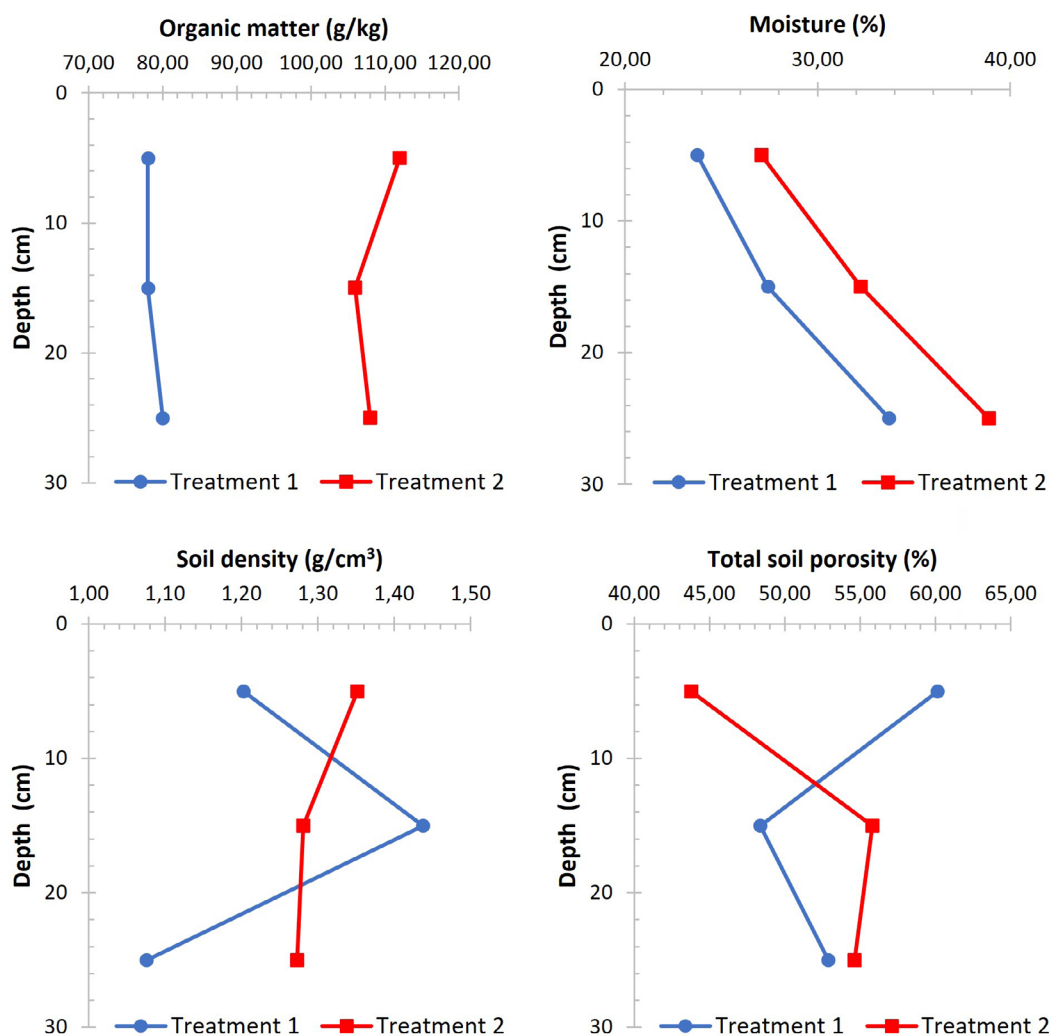 Organic matter (g/kg)
70,00 80,00 90,00 100,00 110,00 120,00
0
10
20
30
Depth (cm)
Treatment 1 Treatment 2
Moisture (%)
20,00 30,00 40,00
0
10
20
30
Depth (cm)
Treatment 1 Treatment 2
Soil density (g/cm³)
1,00 1,10 1,20 1,30 1,40 1,50
0
10
20
30
Depth (cm)
Treatment 1 Treatment 2
Total soil porosity (%)
40,00 45,00 50,00 55,00 60,00 65,00
0
10
20
30
Depth (cm)
Treatment 1 Treatment 2